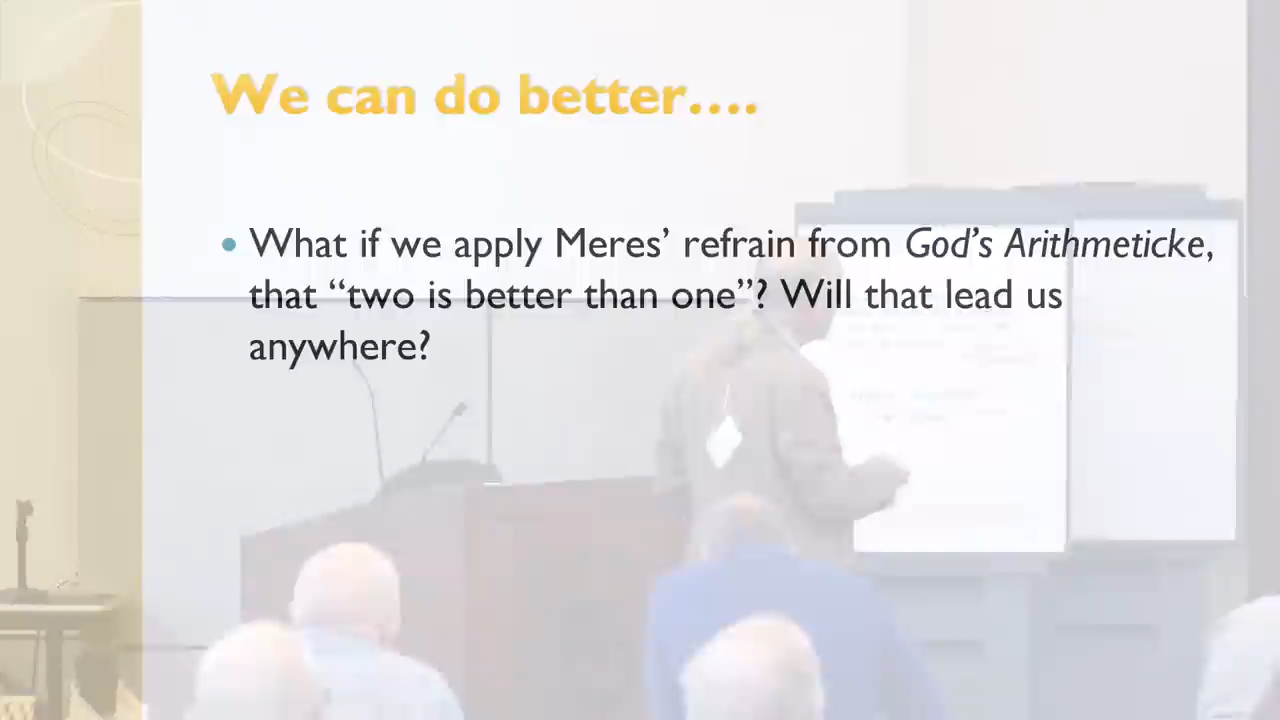 We can do better….
What if we apply Meres’ refrain from God’s Arithmeticke,
that “two is better than one”? Will that lead us
anywhere?